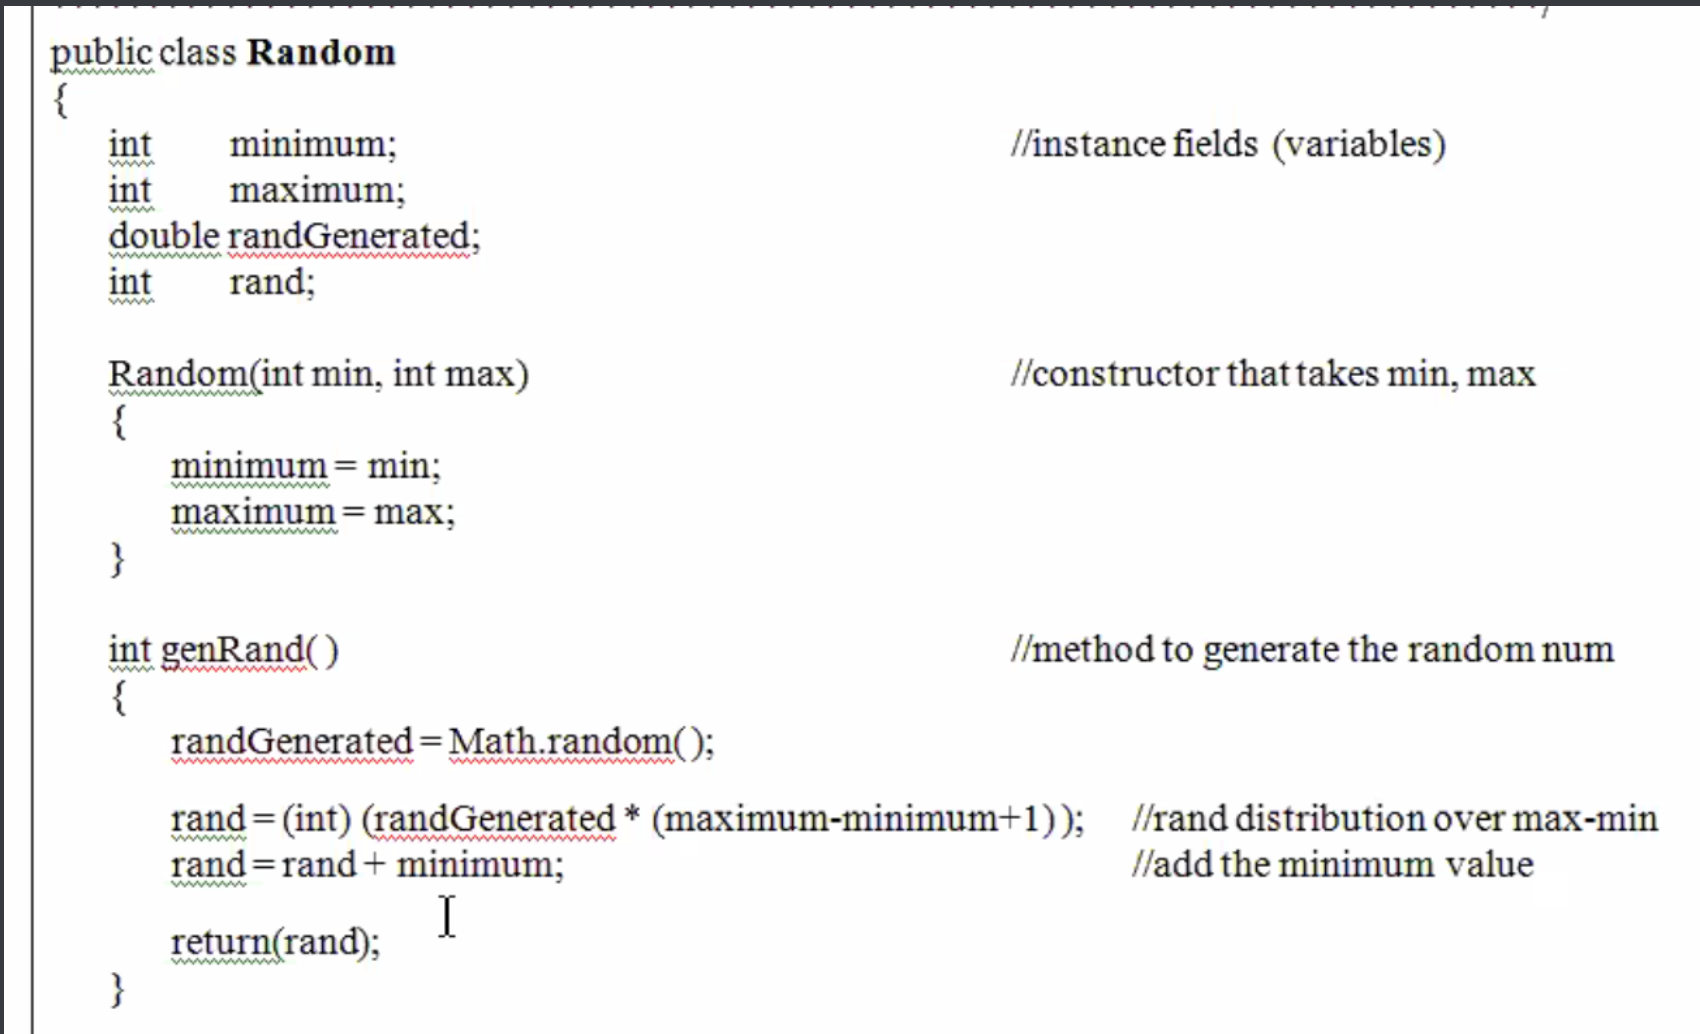 public class Random
{
int minimum; //instance fields (variables)
int maximum;
double randGenerated;
int rand;
Random(int min, int max) //constructor that takes min, max
{
minimum = min;
maximum = max;
}
int genRand( ) //method to generate the random num
{
randGenerated = Math.random( );
rand = (int) (randGenerated * (maximum-minimum+1) ); //rand distribution over max-min
rand = rand + minimum; //add the minimum value
return(rand);
}